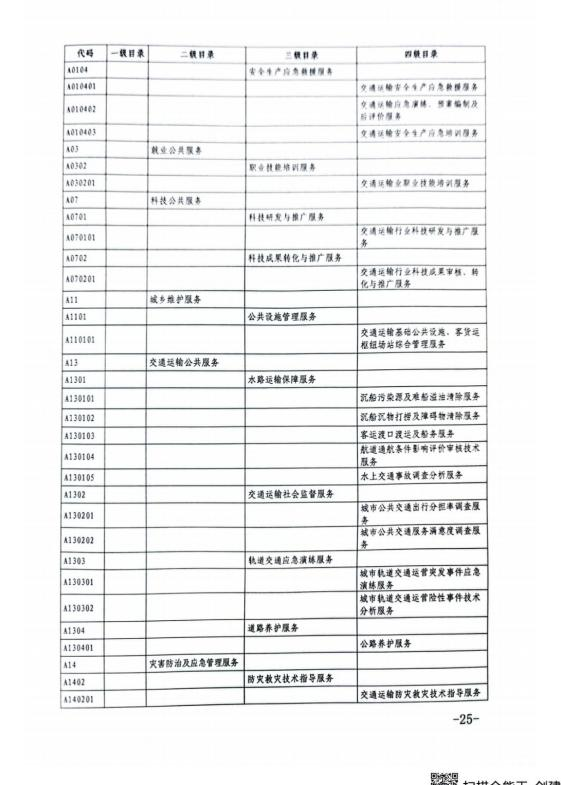 代码 一级目录 二级目录 三级目录 四级目录
A0104 安全生产应急救援服务
A010401 交通运输安全生产应急救援服务
A010402 交通运输应急演练、预案编制及
后评价服务
A010403 交通运输安全生产应急培训服务
A03 就业公共服务
A0302 职业技能培训服务
A030201 交通运输业职业技能培训服务
A07 科技公共服务
A0701 科技研发与推广服务
A070101 交通运输行业科技研发与推广服
务
A0702 科技成果转化与推广服务
A070201 交通运输行业科技成果审核、转
化与推广服务
A11 城乡维护服务
A1101 公共设施管理服务
A110101 交通运输基础公共设施、客货运
枢纽场站综合管理服务
A13 交通运输公共服务
A1301 水路运输保障服务
A130101 沉船污染源及难船溢油清除服务
A130102 沉船沉物打捞及障碍物清除服务
A130103 客运渡口渡运及船务服务
A130104 航道通航条件影响评价审核技术
服务
A130105 水上交通事故调查分析服务
A1302 交通运输社会监督服务
A130201 城市公共交通出行分担率调查服
务
A130202 城市公共交通服务满意度调查服
务
A1303 轨道交通应急演练服务
A130301 城市轨道交通运营突发事件应急
演练服务
A130302 城市轨道交通运营险性事件技术
分析服务
A1304 道路养护服务
A130401 公路养护服务
A14 灾害防治及应急管理服务
A1402 防灾救灾技术指导服务
A140201 交通运输防灾救灾技术指导服务
-25-